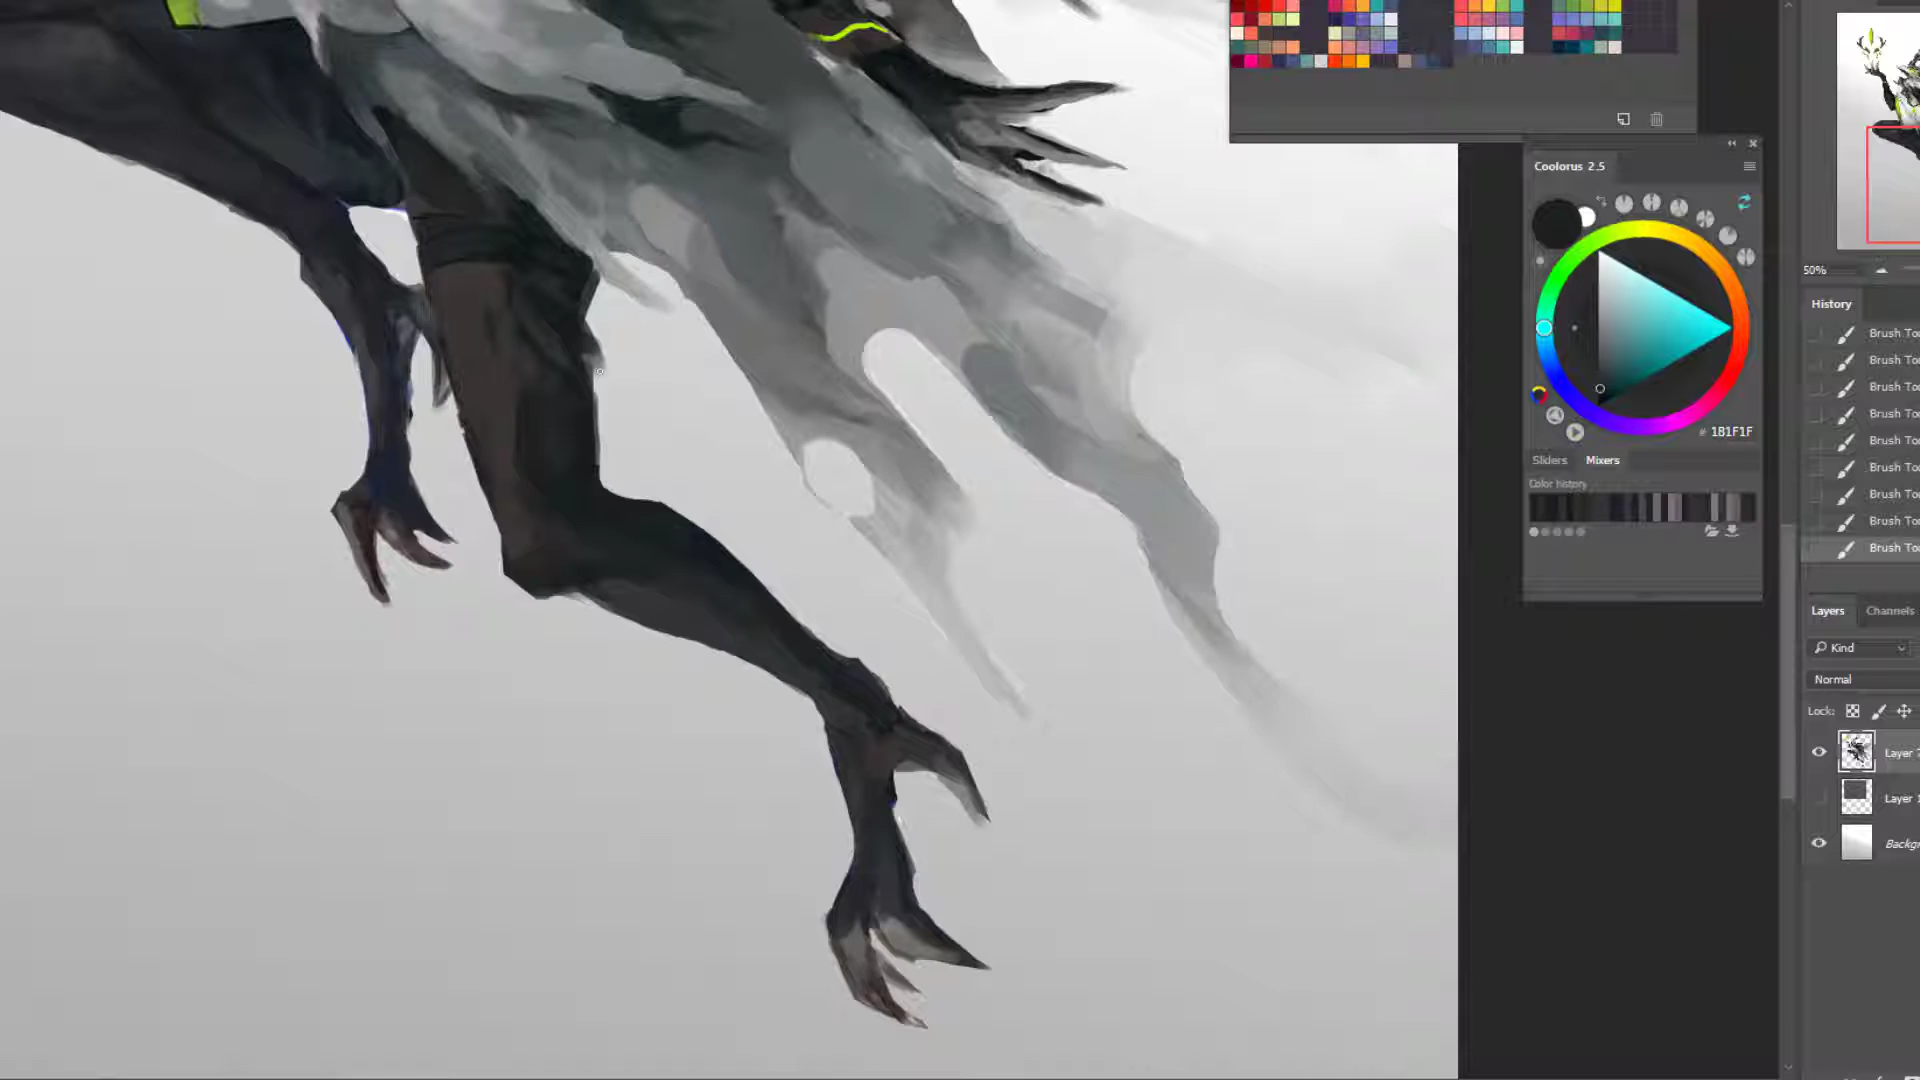 Coolorus 2.5
50%
History
Brush To
Brush To
Brush To
Brush To
Brush To
Brush To
Brush To
Brush To
Brush To
# 1B1F1F
Sliders Mixers
Color history
Layers Channels
Kind
Normal
Lock:
Layer
Layer
Backgr